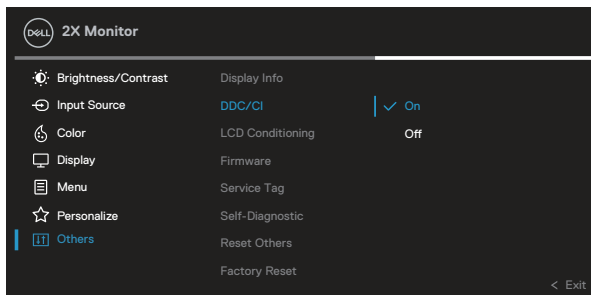 DELL 2X Monitor
Brightness/Contrast
Input Source
Color
Display
Menu
Personalize
Others
Display Info
DDC/CI
LCD Conditioning
Firmware
Service Tag
Self-Diagnostic
Reset Others
Factory Reset
On
Off
< Exit